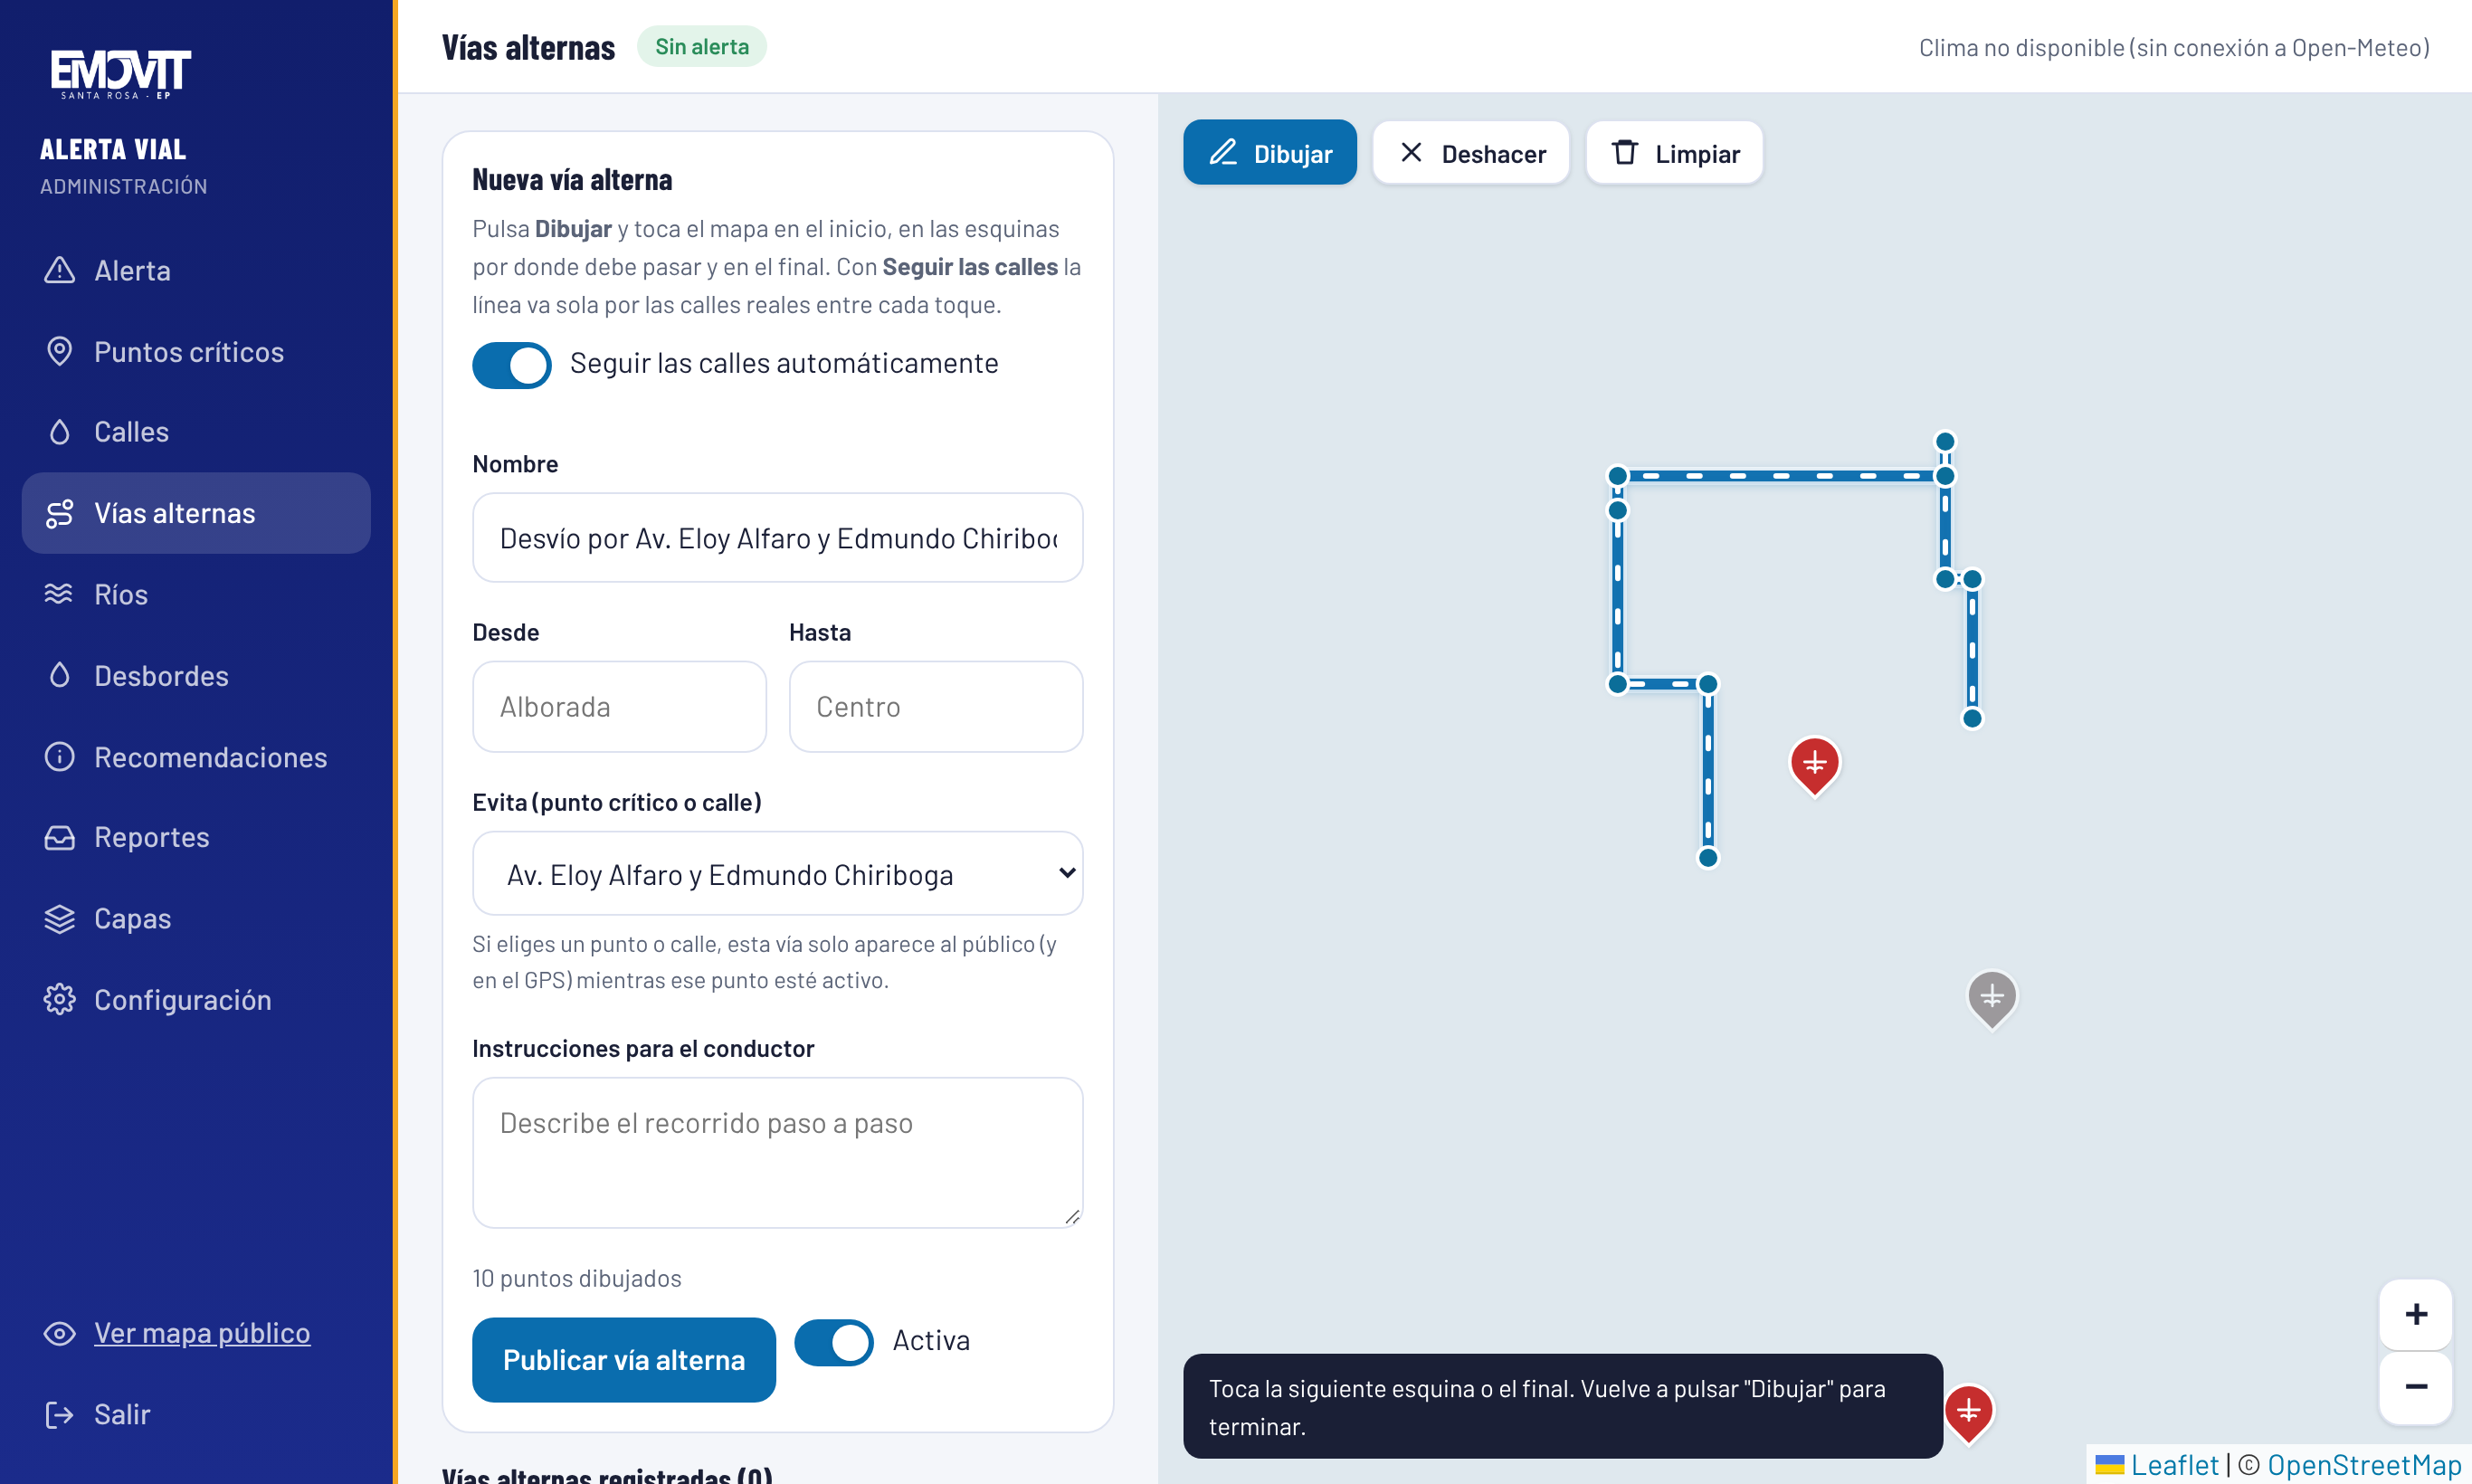 EMOVTT
SANTA ROSA - EP
ALERTA VIAL
ADMINISTRACIÓN
Alerta
Puntos críticos
Calles
Vías alternas
Ríos
Desbordes
Recomendaciones
Reportes
Capas
Configuración
Ver mapa público
Salir
Vías alternas
Sin alerta
Clima no disponible (sin conexión a Open-Meteo)
Nueva vía alterna
Pulsa Dibujar y toca el mapa en el inicio, en las esquinas
por donde debe pasar y en el final. Con Seguir las calles la
línea va sola por las calles reales entre cada toque.
Seguir las calles automáticamente
Nombre
Desvío por Av. Eloy Alfaro y Edmundo Chiribog
Desde
Hasta
Alborada
Centro
Evita (punto crítico o calle)
Av. Eloy Alfaro y Edmundo Chiriboga
Si eliges un punto o calle, esta vía solo aparece al público (y
en el GPS) mientras ese punto esté activo.
Instrucciones para el conductor
Describe el recorrido paso a paso
10 puntos dibujados
Publicar vía alterna
Activa
Vías alternas registradas (0)
Dibujar
Deshacer
Limpiar
Toca la siguiente esquina o el final. Vuelve a pulsar "Dibujar" para
terminar.
+
−
Leaflet | © OpenStreetMap